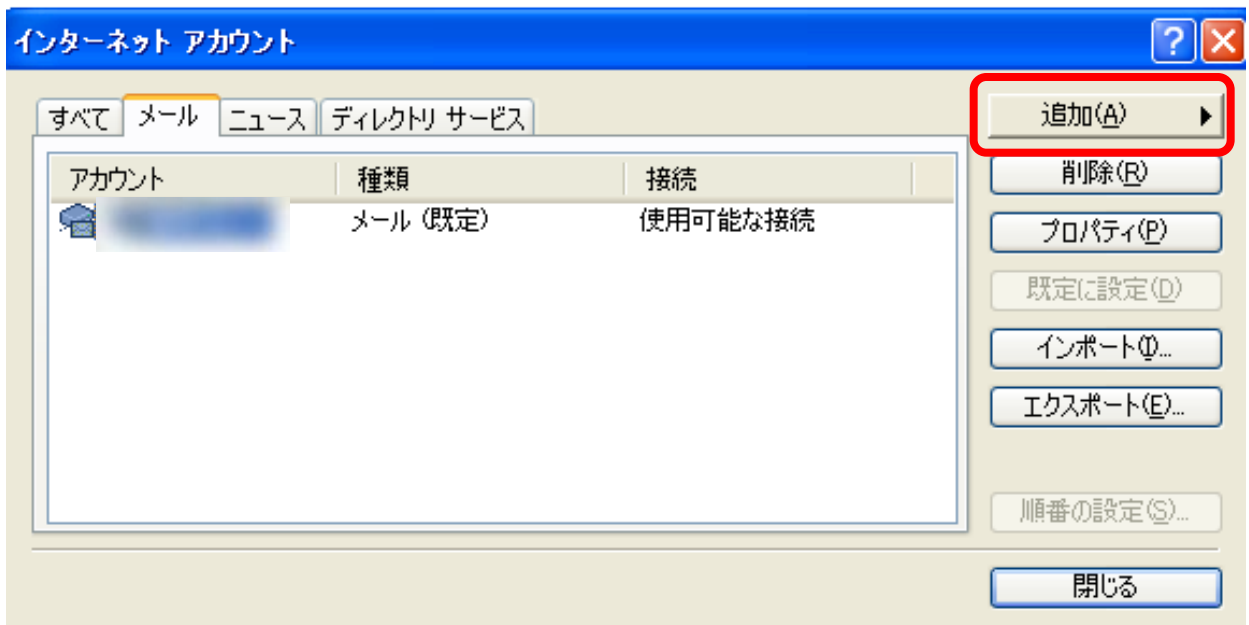 インターネット アカウント
すべて メール ニュース ディレクトリ サービス
追加(A)
アカウント 種類 接続
削除(R)
メール (既定) 使用可能な接続
プロパティ(P)
既定に設定(D)
インポート(I)...
エクスポート(E)...
順番の設定(S)...
閉じる